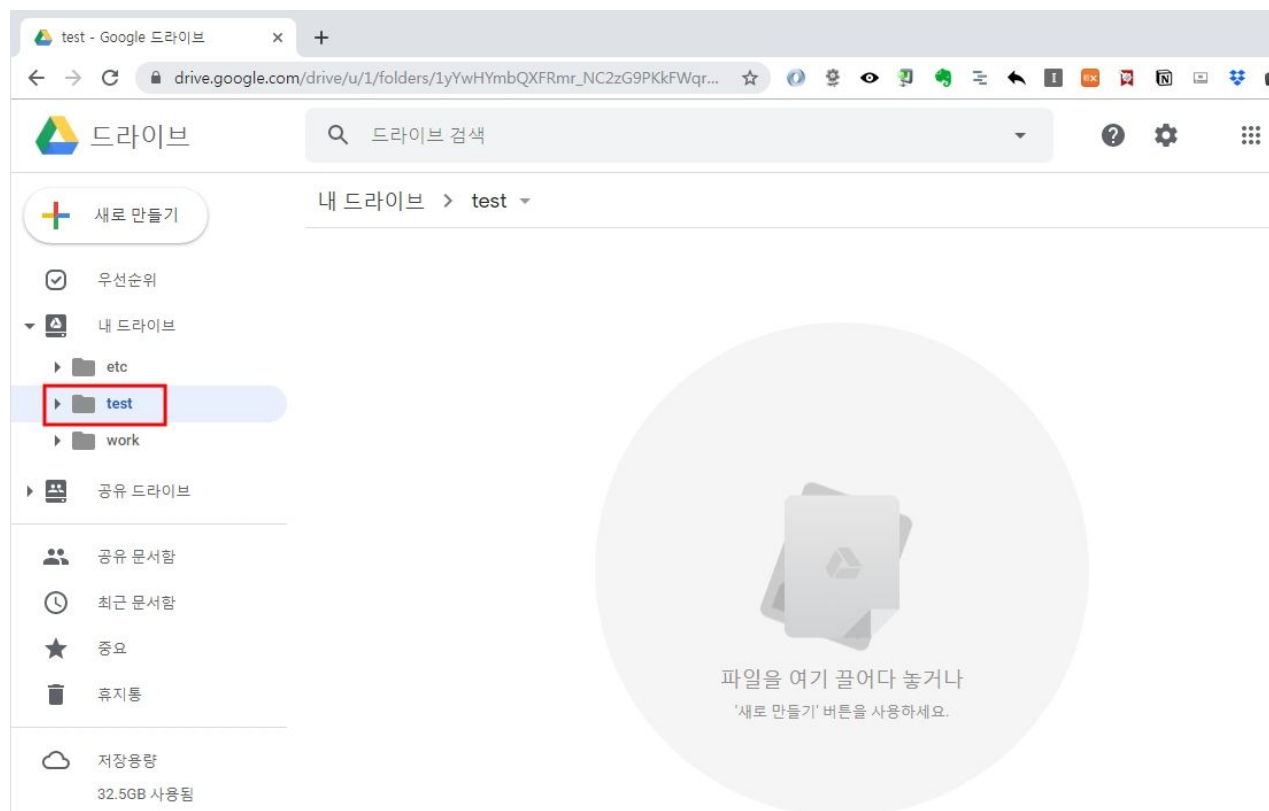 test - Google 드라이브
drive.google.com/drive/u/1/folders/1yYwHYmbQXFRmr_NC2zG9PKkFWqr...
드라이브
드라이브 검색
새로 만들기
내 드라이브 > test
우선순위
내 드라이브
etc
test
work
공유 드라이브
공유 문서함
최근 문서함
중요
휴지통
저장용량
32.5GB 사용됨
파일을 여기 끌어다 놓거나
'새로 만들기' 버튼을 사용하세요.